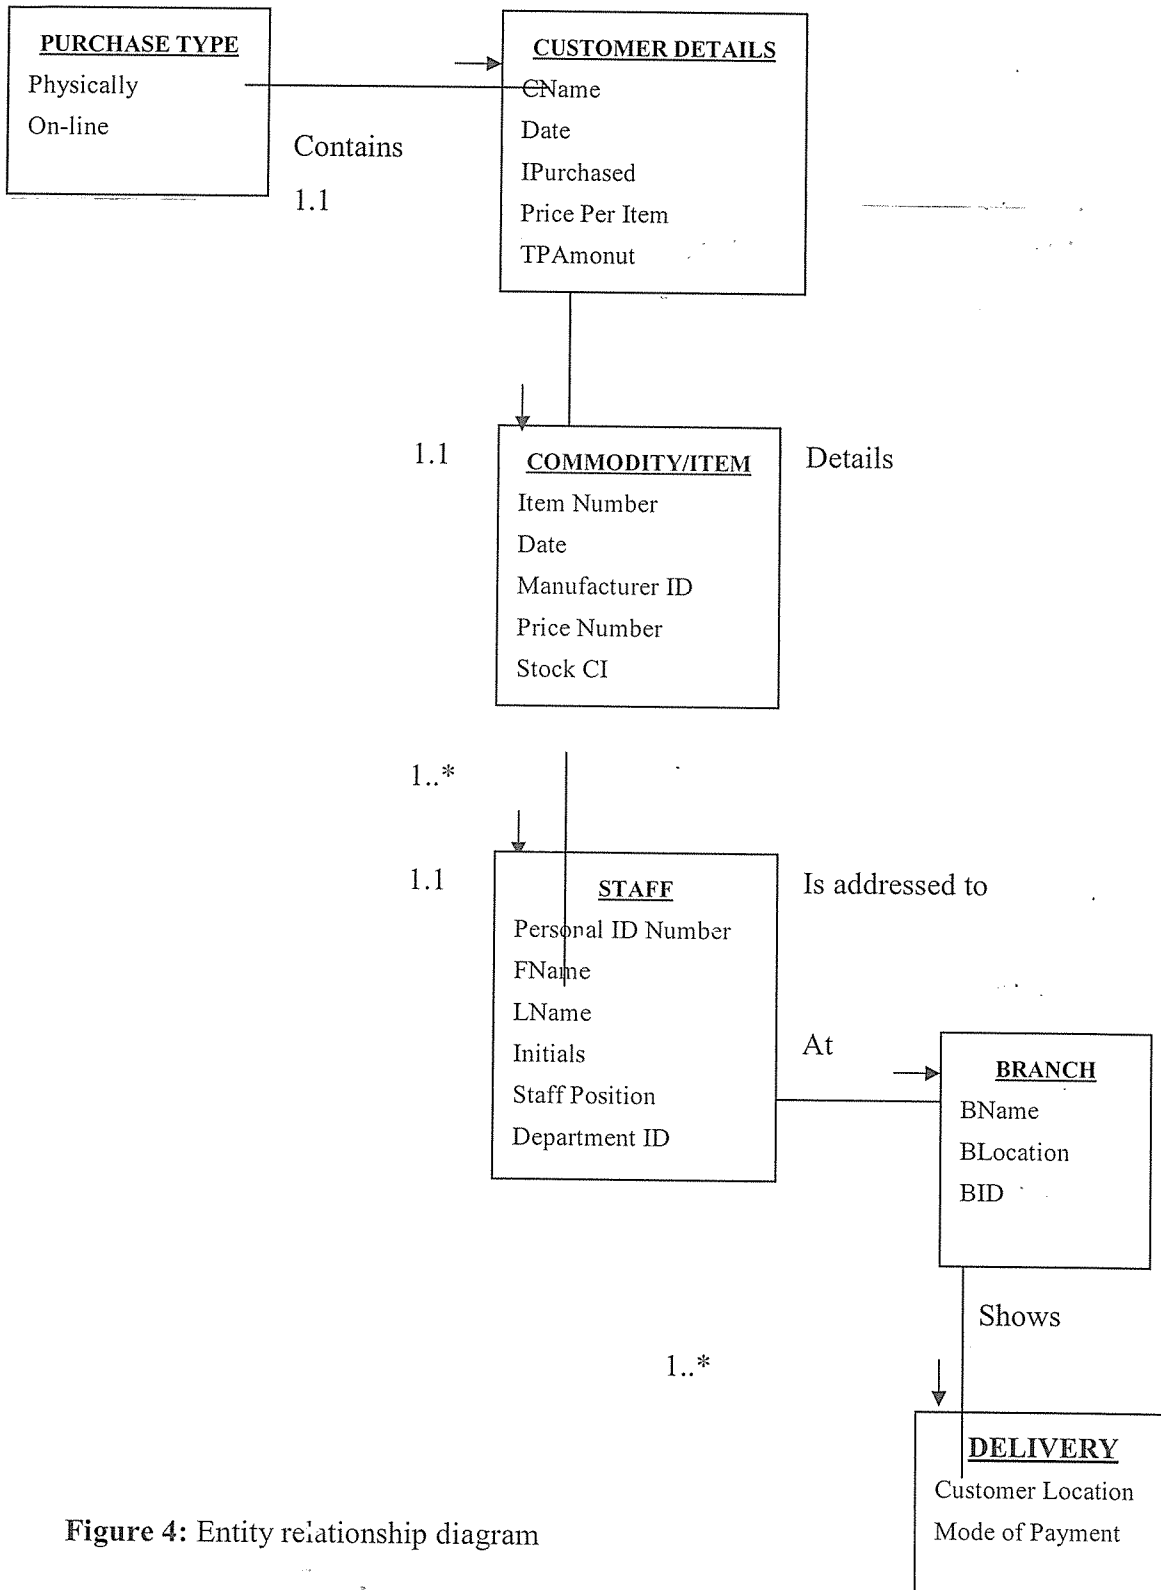 PURCHASE TYPE
Physically
On-line
Contains
1.1
CUSTOMER DETAILS
CName
Date
IPurchased
Price Per Item
TPAmonut
1.1
COMMODITY/ITEM
Details
Item Number
Date
Manufacturer ID
Price Number
Stock CI
1..*
1.1
STAFF
Is addressed to
Personal ID Number
FName
LName
Initials
Staff Position
Department ID
At
BRANCH
BName
BLocation
BID
Shows
1..*
DELIVERY
Customer Location
Mode of Payment
Figure 4: Entity relationship diagram